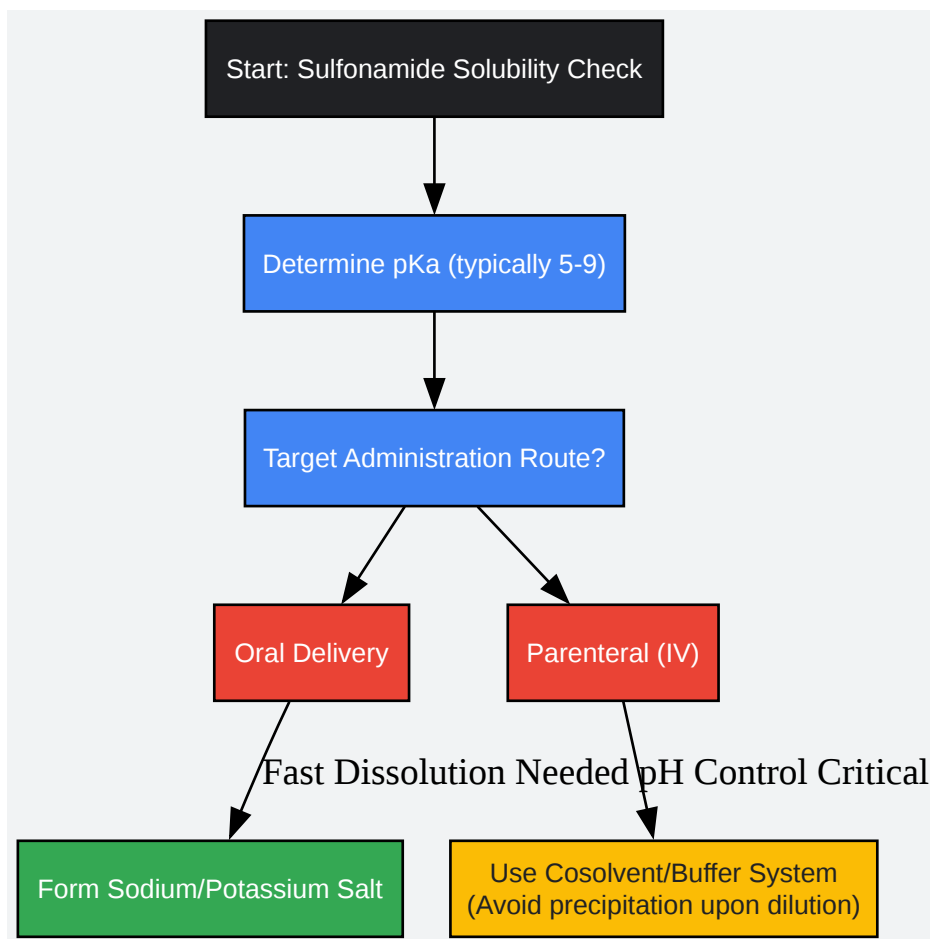 Start: Sulfonamide Solubility Check
Determine pKa (typically 5-9)
Target Administration Route?
Oral Delivery
Parenteral (IV)
Fast Dissolution Needed
pH Control Critical
Form Sodium/Potassium Salt
Use Cosolvent/Buffer System
(Avoid precipitation upon dilution)